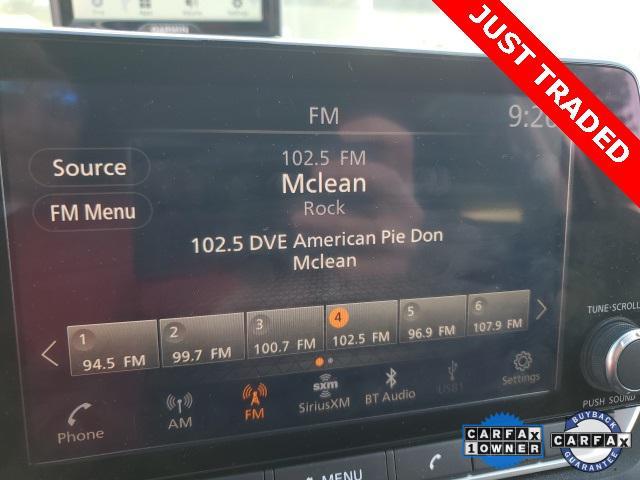 GARMIN
JUST TRADED
FM
9:2
Source
102.5 FM
Mclean
FM Menu
Rock
102.5 DVE American Pie Don
Mclean
1
94.5 FM
2
99.7 FM
3
100.7 FM
4
102.5 FM
5
96.9 FM
6
107.9 FM
TUNE-SCROLL
PUSH SOUND
Phone
AM
FM
sxm
SiriusXM
BT Audio
USB1
Settings
MENU
CARFAX
1 OWNER
BUYBACK
CARFAX
GUARANTEE